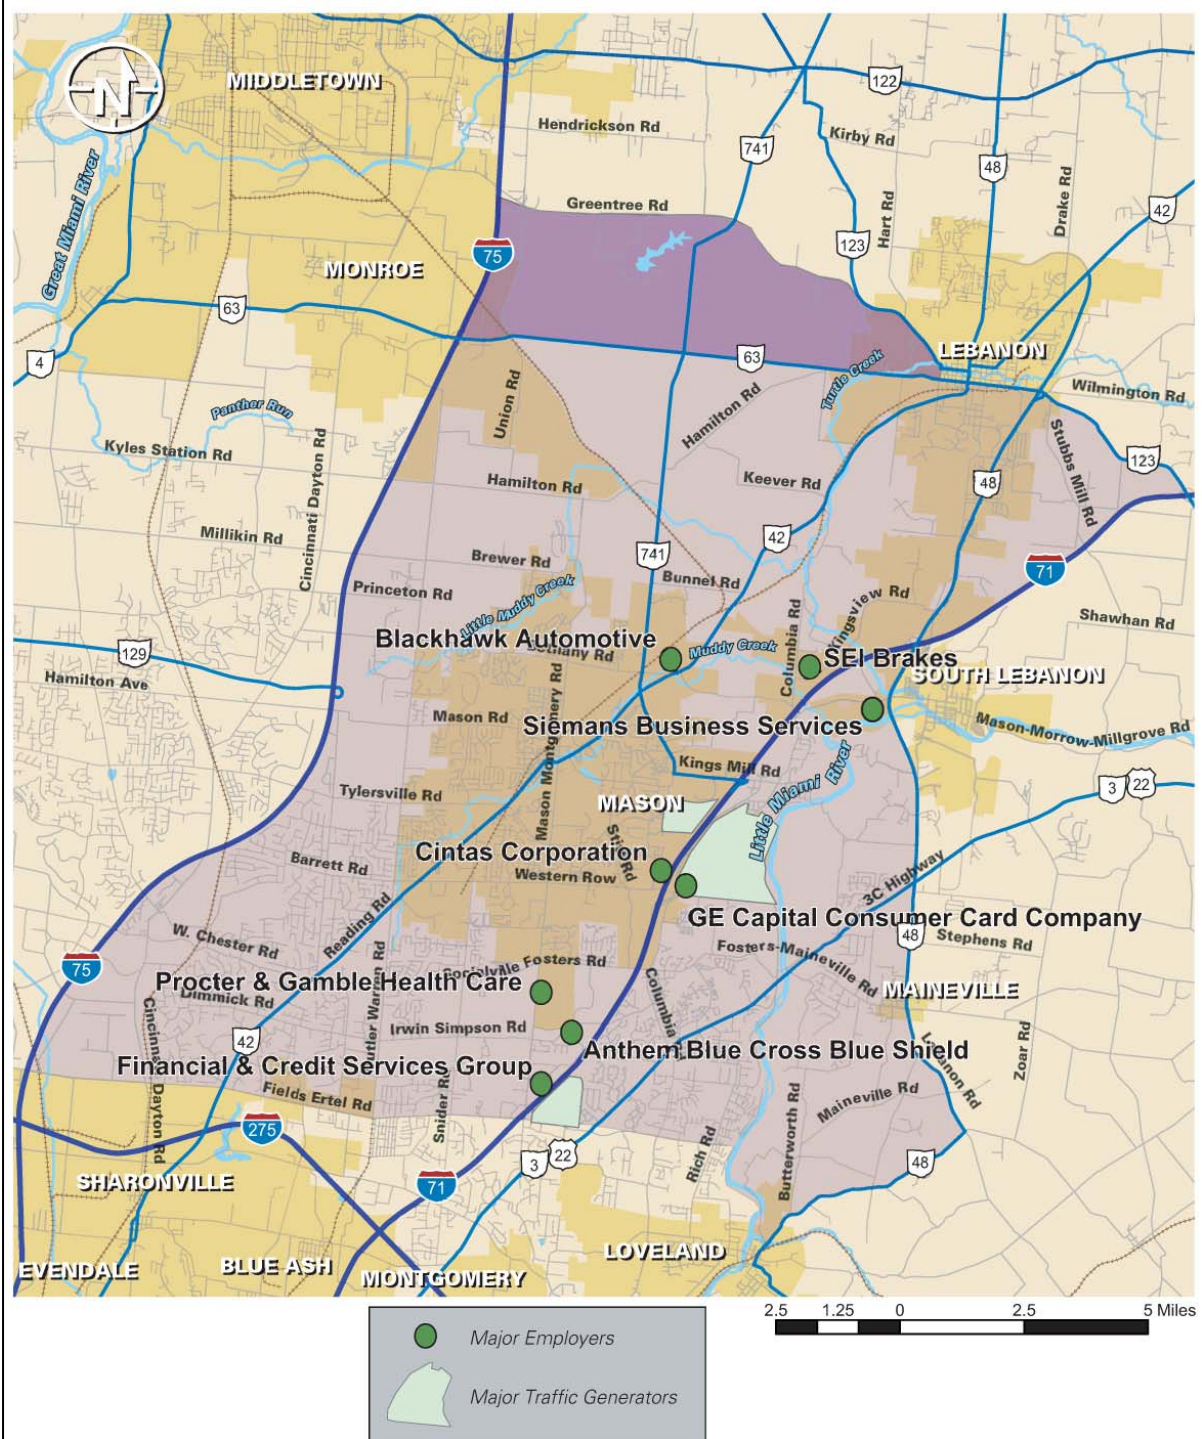 MIDDLETOWN
122
Hendrickson Rd
Kirby Rd
741
48
Drake Rd
N
Great Miami River
Greentree Rd
Hart Rd
42
123
75
MONROE
63
4
63
LEBANON
Turtle Creek
Wilmington Rd
Panther Run
Union Rd
Hamilton Rd
Kyles Station Rd
Cincinnati Dayton Rd
Stubbs Mill Rd
123
Hamilton Rd
Keever Rd
48
Millikin Rd
42
741
Brewer Rd
Bunnel Rd
71
Princeton Rd
Little Muddy Creek
Columbia Rd
Kingsview Rd
Shawhan Rd
129
Blackhawk Automotive
Muddy Creek
SEI Brakes
Hamilton Ave
SOUTH LEBANON
Mason Rd
Mason Montgomery Rd
Siemans Business Services
Mason-Morrow-Millgrove Rd
Kings Mill Rd
Tylersville Rd
MASON
Little Miami River
3
22
Barrett Rd
Cintas Corporation
Western Row
3C Highway
Reading Rd
GE Capital Consumer Card Company
W. Chester Rd
48
Stephens Rd
Fosters-Maineville Rd
75
Procter & Gamble Health Care
Fosters Rd
Dimmick Rd
Columbia
MAINEVILLE
Irwin Simpson Rd
42
Anthem Blue Cross Blue Shield
Financial & Credit Services Group
Cincinnati Dayton Rd
Zoar Rd
Fields Ertel Rd
Snider Rd
Maineville Rd
275
Butterworth Rd
Rich Rd
3
22
48
SHARONVILLE
71
EVENDALE
BLUE ASH
MONTGOMERY
LOVELAND
2.5 1.25 0 2.5 5 Miles
Major Employers
Major Traffic Generators